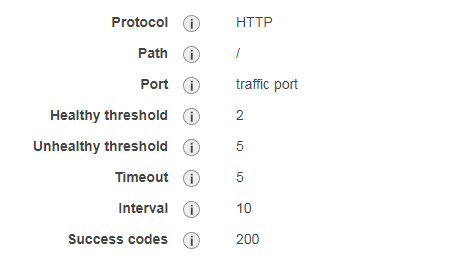 Protocol HTTP
Path /
Port traffic port
Healthy threshold 2
Unhealthy threshold 5
Timeout 5
Interval 10
Success codes 200